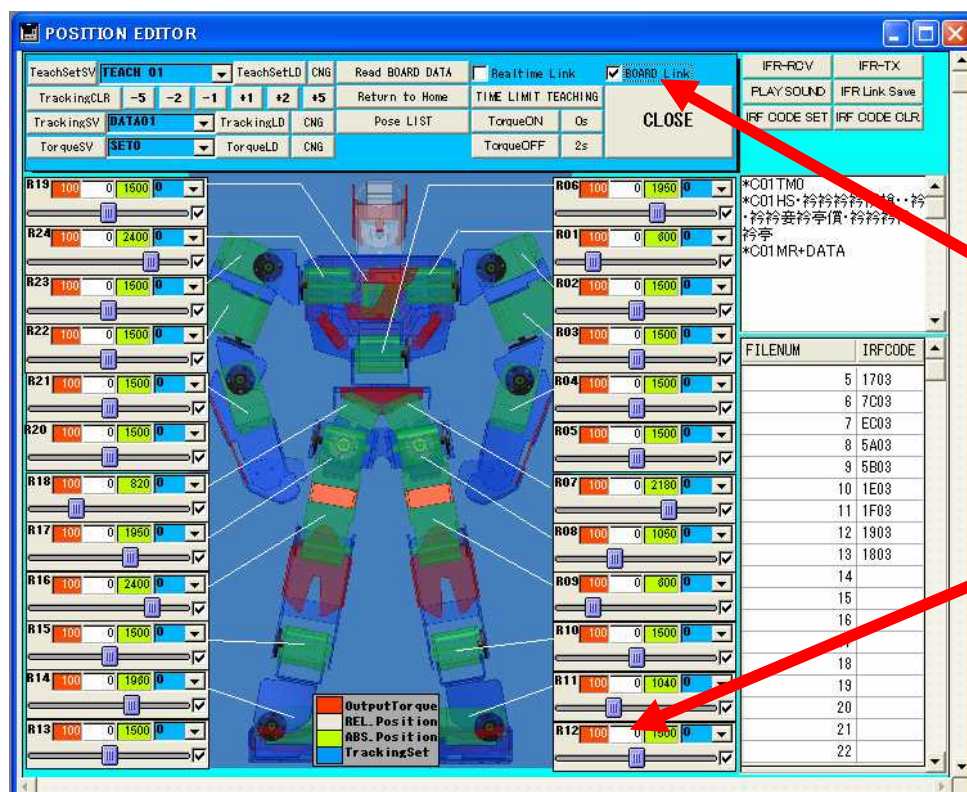 POSITION EDITOR
TeachSetSV TEACH 01 TeachSetLD CNG Read BOARD DATA Realtime Link BOARD Link
TrackingCLR -5 -2 -1 +1 +2 +5 Return to Home TIME LIMIT TEACHING CLOSE
TrackingSV DATA01 TrackingLD CNG Pose LIST TorqueON 0s
TorqueSV SET0 TorqueLD CNG TorqueOFF 2s
IFR-RCV IFR-TX
PLAY SOUND IFR Link Save
IRF CODE SET IRF CODE CLR
R19 100 0 1500 0
R24 100 0 2400 0
R23 100 0 1500 0
R22 100 0 1500 0
R21 100 0 1500 0
R20 100 0 1500 0
R18 100 0 820 0
R17 100 0 1950 0
R16 100 0 2400 0
R15 100 0 1500 0
R14 100 0 1980 0
R13 100 0 1500 0
OutputTorque
REL.Position
ABS.Position
TrackingSet
R06 100 0 1950 0
R01 100 0 600 0
R02 100 0 1500 0
R03 100 0 1500 0
R04 100 0 1500 0
R05 100 0 1500 0
R07 100 0 2180 0
R08 100 0 1050 0
R09 100 0 600 0
R10 100 0 1500 0
R11 100 0 1040 0
R12 100 0 1500 0
*C01TM0
*C01HS
*C01MR+DATA
FILENUM IRFCODE
5 1703
6 7C03
7 EC03
8 5A03
9 5B03
10 1E03
11 1F03
12 1903
13 1803
14
15
16
18
19
20
21
22